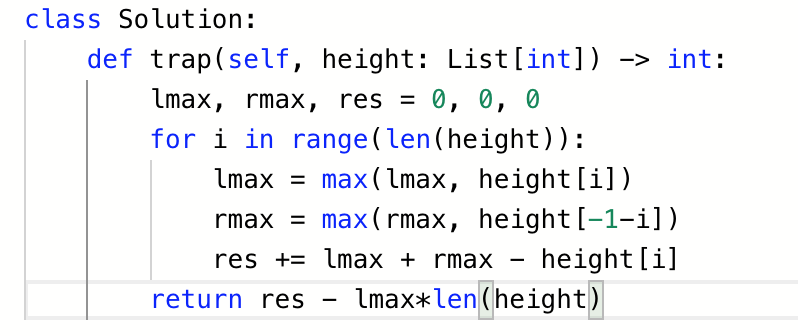 class Solution:
    def trap(self, height: List[int]) -> int:
        lmax, rmax, res = 0, 0, 0
        for i in range(len(height)):
            lmax = max(lmax, height[i])
            rmax = max(rmax, height[-1-i])
            res += lmax + rmax - height[i]
        return res - lmax*len(height)